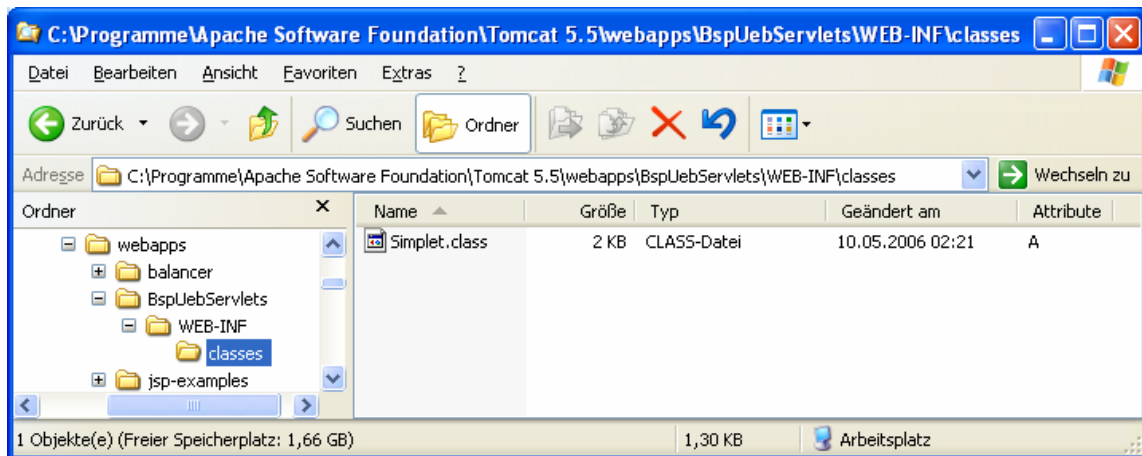 C:\Programme\Apache Software Foundation\Tomcat 5.5\webapps\BspUebServlets\WEB-INF\classes
Datei Bearbeiten Ansicht Favoriten Extras ?
Zurück Suchen Ordner
Adresse C:\Programme\Apache Software Foundation\Tomcat 5.5\webapps\BspUebServlets\WEB-INF\classes Wechseln zu
Ordner x Name Größe Typ Geändert am Attribute
webapps Simplet.class 2 KB CLASS-Datei 10.05.2006 02:21 A
balancer
BspUebServlets
WEB-INF
classes
jsp-examples
1 Objekte(e) (Freier Speicherplatz: 1,66 GB) 1,30 KB Arbeitsplatz